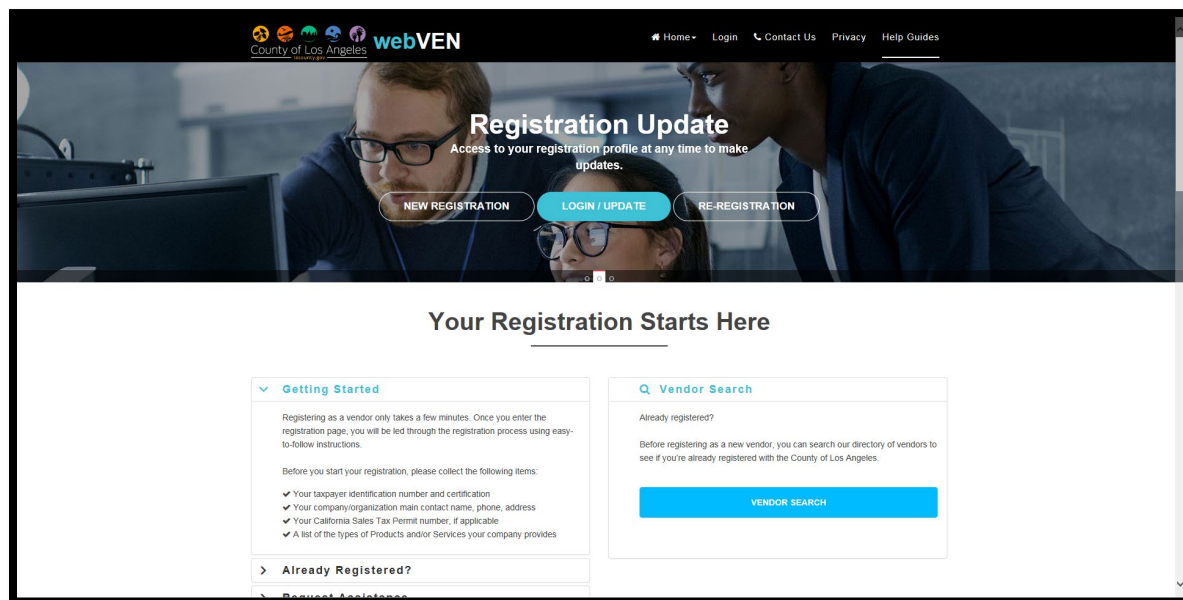 County of Los Angeles
lacounty.gov
webVEN
Home
Login
Contact Us
Privacy
Help Guides
Registration Update
Access to your registration profile at any time to make
updates.
NEW REGISTRATION
LOGIN / UPDATE
RE-REGISTRATION
Your Registration Starts Here
Getting Started
Registering as a vendor only takes a few minutes. Once you enter the
registration page, you will be led through the registration process using easy-
to-follow instructions.
Before you start your registration, please collect the following items:
✔ Your taxpayer identification number and certification
✔ Your company/organization main contact name, phone, address
✔ Your California Sales Tax Permit number, if applicable
✔ A list of the types of Products and/or Services your company provides
Already Registered?
Request Assistance
Vendor Search
Already registered?
Before registering as a new vendor, you can search our directory of vendors to
see if you're already registered with the County of Los Angeles.
VENDOR SEARCH